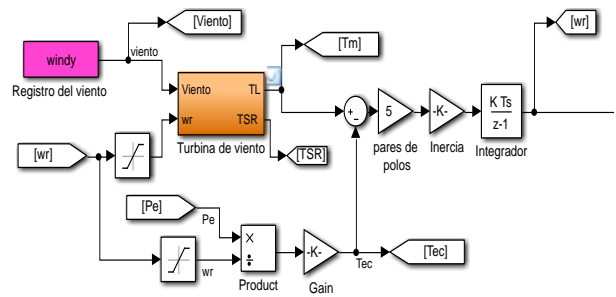 [Viento]
[Tm]
[wr]
windy
viento
Registro del viento
Viento
TL
wr
TSR
Turbina de viento
[TSR]
+
-
5
pares de
polos
-K-
Inercia
K Ts
z-1
Integrador
[wr]
[Pe]
Pe
wr
×
÷
Product
-K-
Gain
Tec
[Tec]